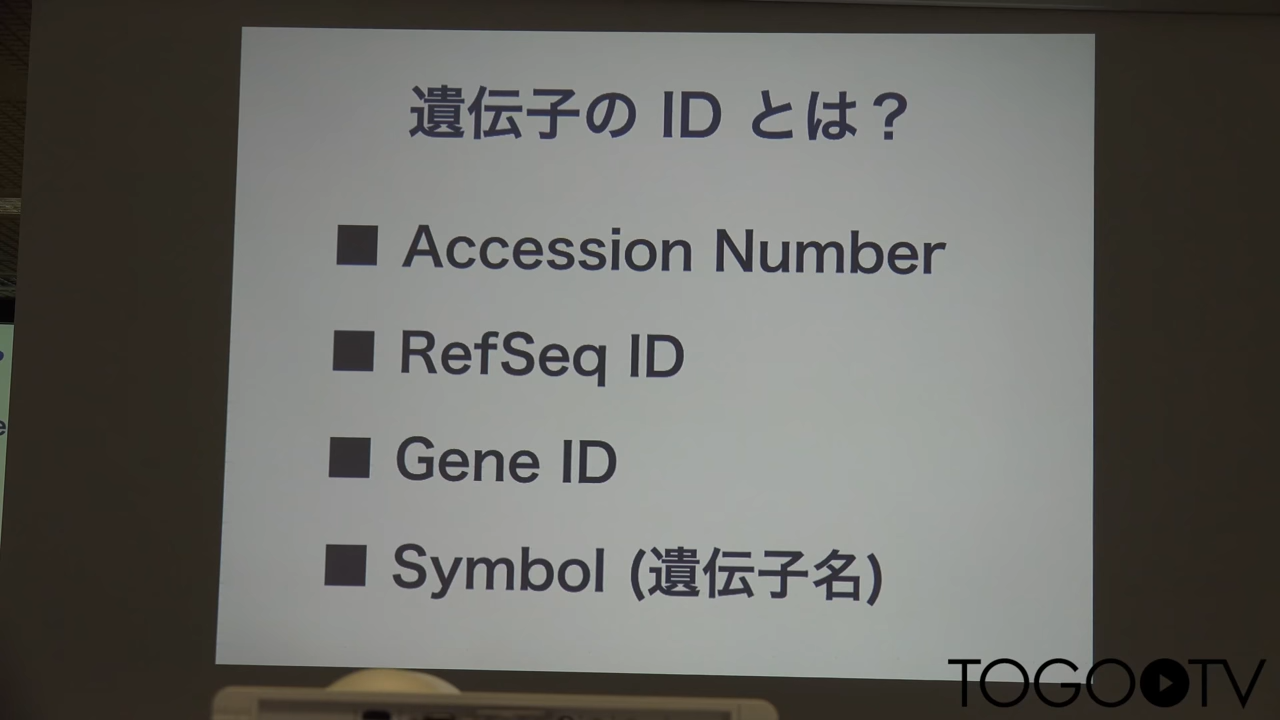 遺伝子の ID とは？
■ Accession Number
■ RefSeq ID
■ Gene ID
■ Symbol (遺伝子名)
TOGOTV